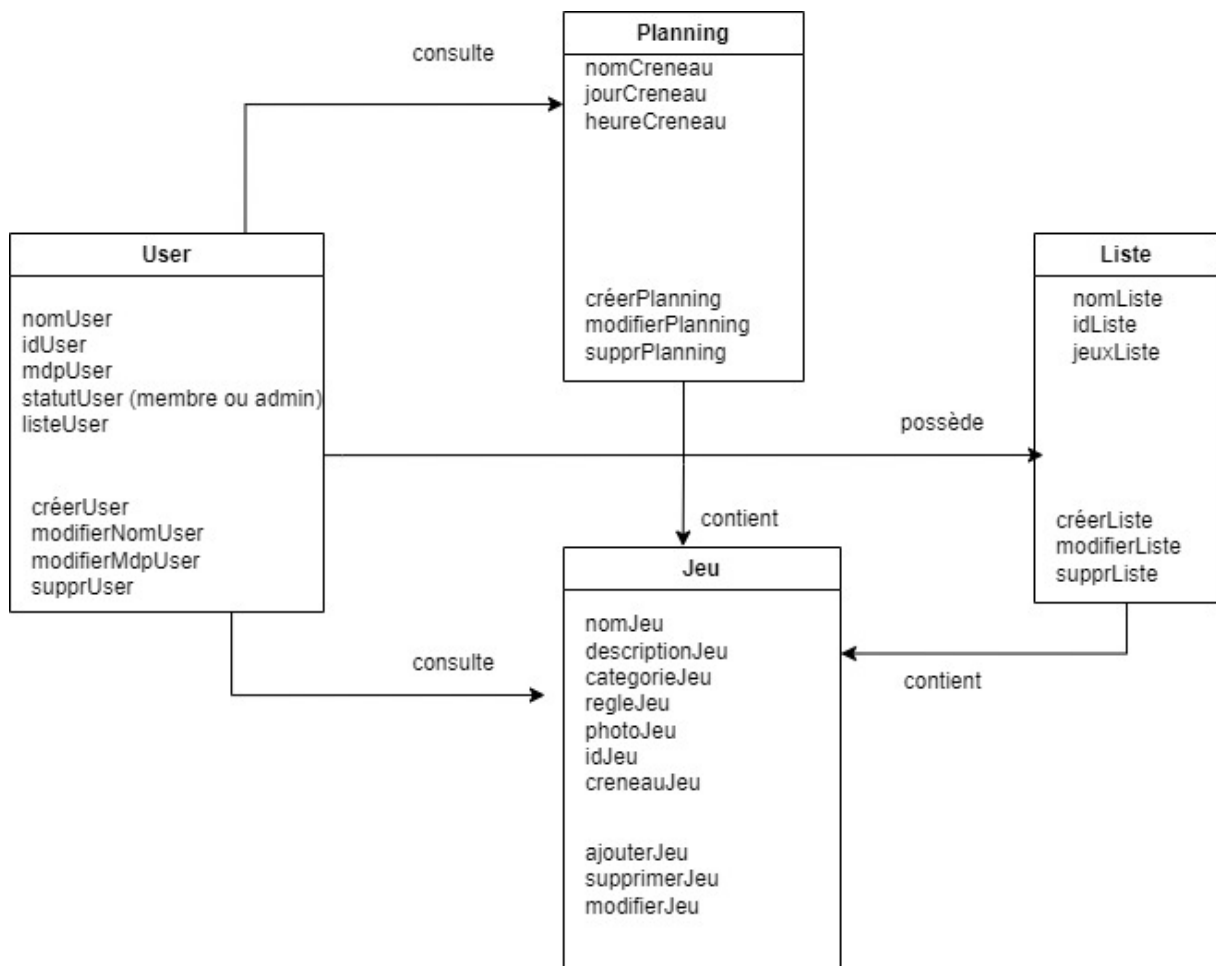 Planning
consulte
nomCreneau
jourCreneau
heureCreneau
créerPlanning
modifierPlanning
supprPlanning
User
nomUser
idUser
mdpUser
statutUser (membre ou admin)
listeUser
créerUser
modifierNomUser
modifierMdpUser
supprUser
Liste
nomListe
idListe
jeuxListe
créerListe
modifierListe
supprListe
possède
contient
consulte
contient
Jeu
nomJeu
descriptionJeu
categorieJeu
regleJeu
photoJeu
idJeu
creneauJeu
ajouterJeu
supprimerJeu
modifierJeu